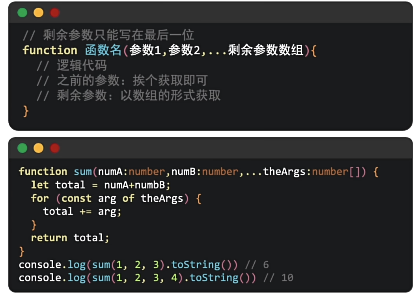 // 剩余参数只能写在最后一位
function 函数名(参数1,参数2,...剩余参数数组){
// 逻辑代码
// 之前的参数：挨个获取即可
// 剩余参数：以数组的形式获取
}
function sum(numA:number,numB:number,...theArgs:number[]) {
let total = numA+numbB;
for (const arg of theArgs) {
total += arg;
}
return total;
}
console.log(sum(1, 2, 3).toString()) // 6
console.log(sum(1, 2, 3, 4).toString()) // 10